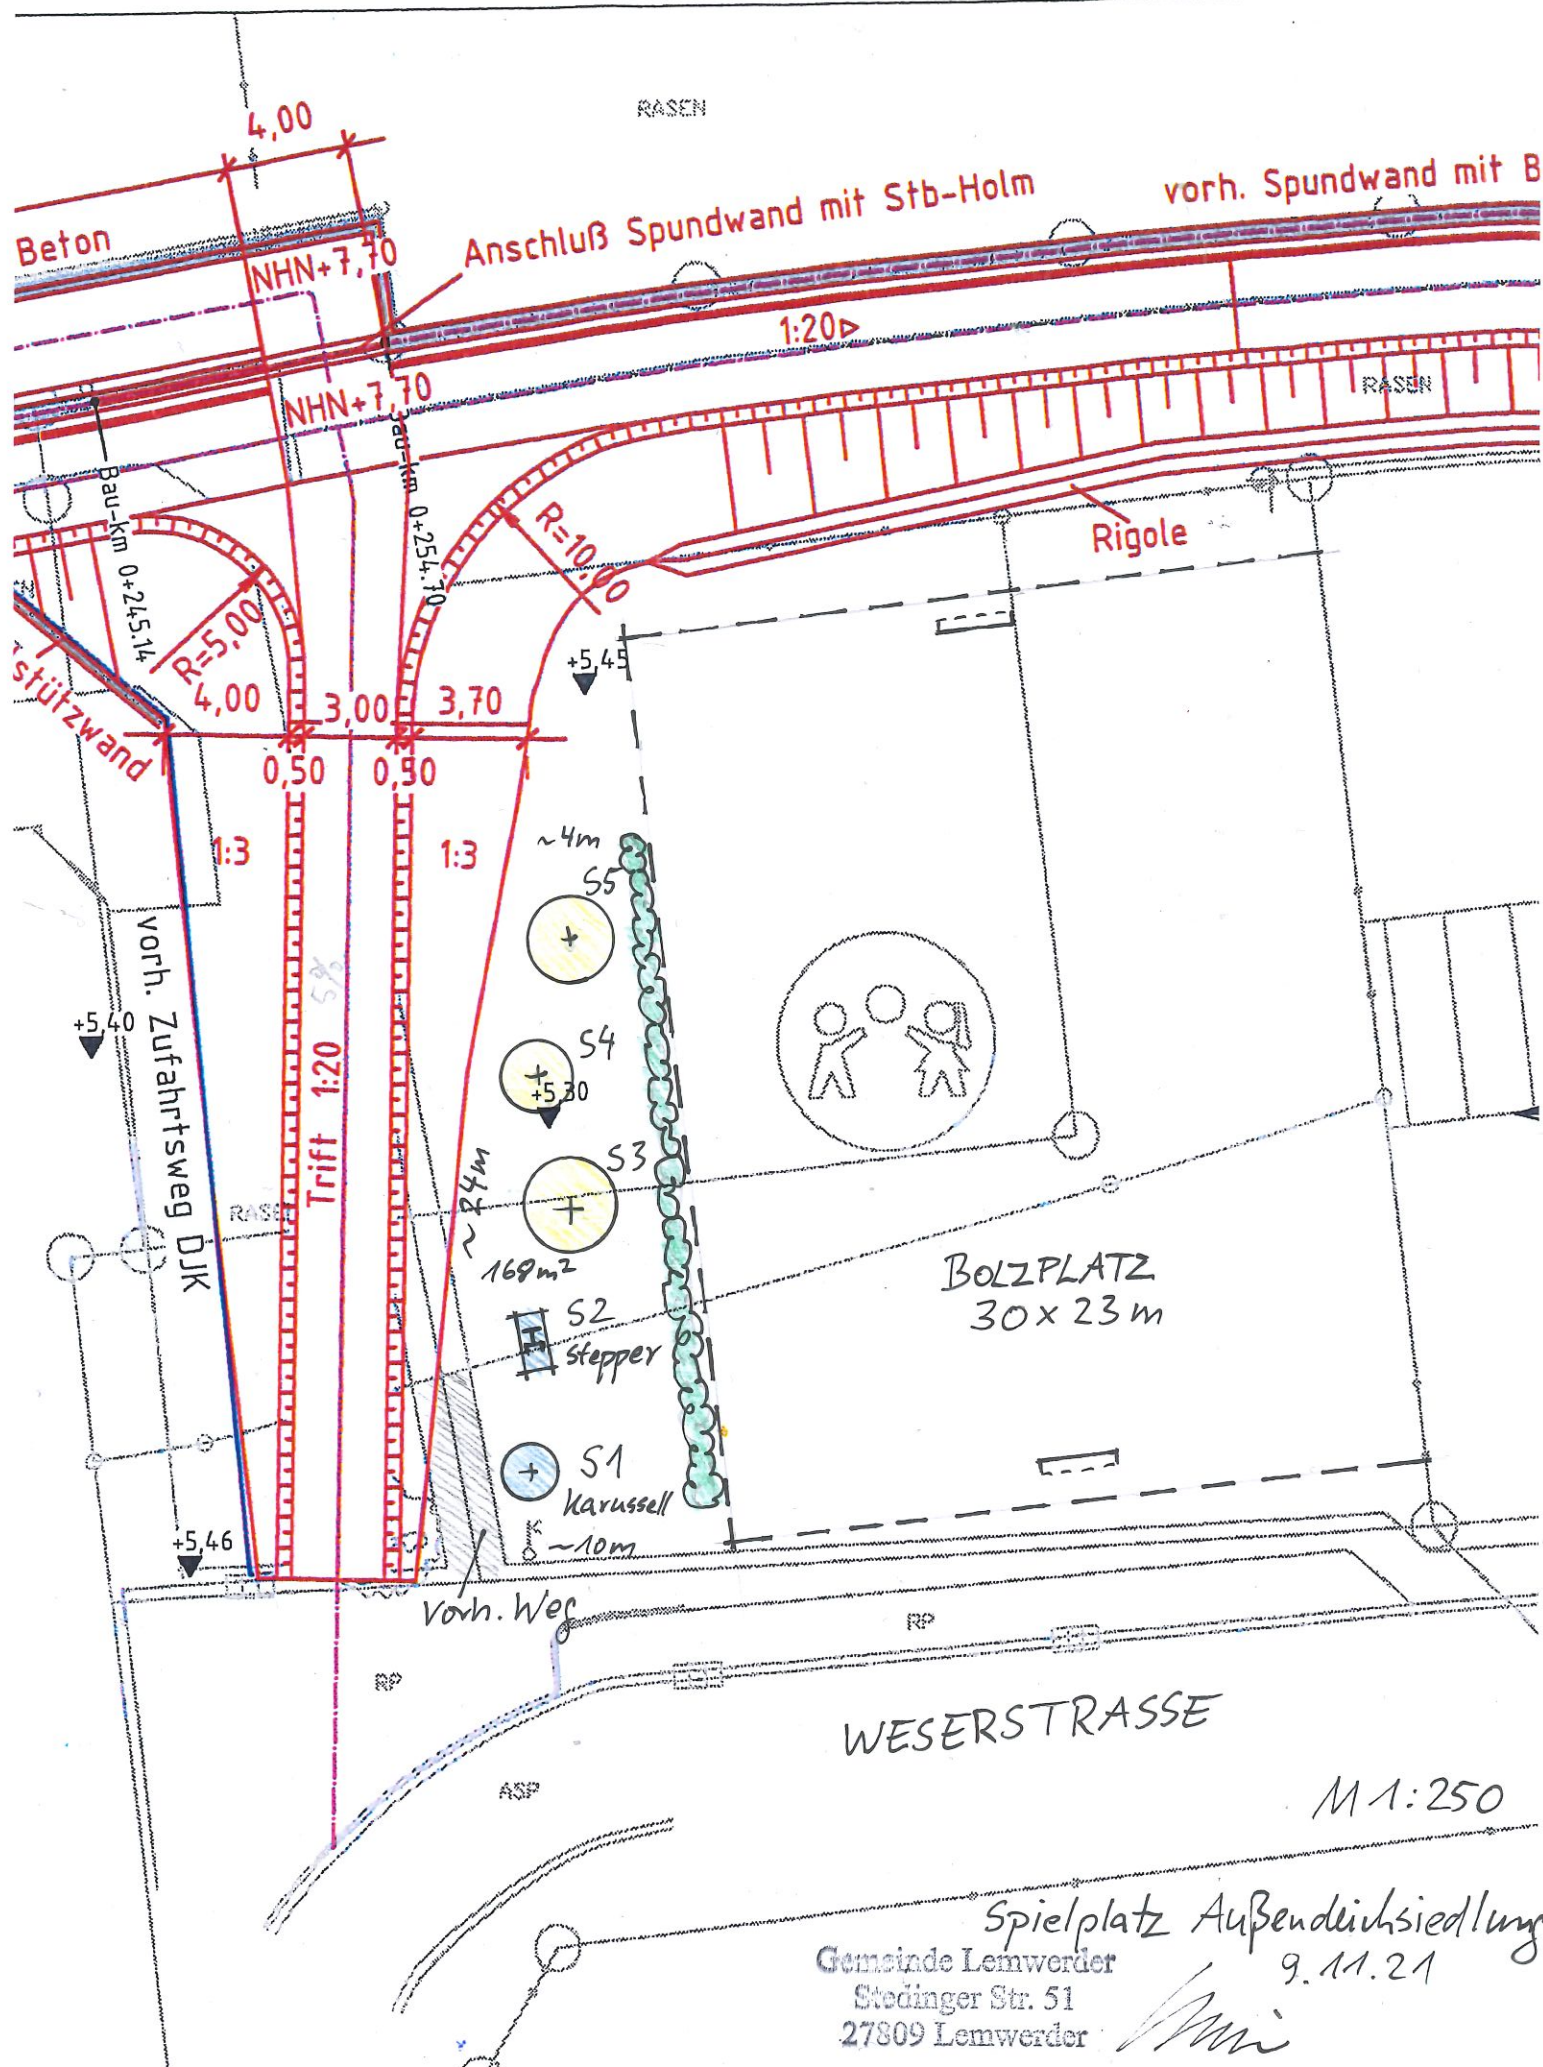 RASEN
4,00
Anschluß Spundwand mit Stb-Holm
vorh. Spundwand mit B
Beton
NHN+7,70
1:20
NHN+7,70
RASEN
Bau-km 0+245.14
Bau-km 0+254.70
R=10,00
Rigole
R=5,00
+5,45
stützwand
4,00
3,00
3,70
0,50
0,50
1:3
1:3
~4m
S5
vorh. Zufahrtsweg DJK
5%
+5,40
S4
+5,30
Trift 1:20
S3
~24m
RASE
168m²
BOLZPLATZ
30 x 23 m
S2
Stepper
S1
Karussell
~10m
+5,46
Vorh. Weg
RP
RP
WESERSTRASSE
ASP
M 1:250
Spielplatz Außendeichsiedlung
9.11.21
Gemeinde Lemwerder
Stedinger Str. 51
27809 Lemwerder